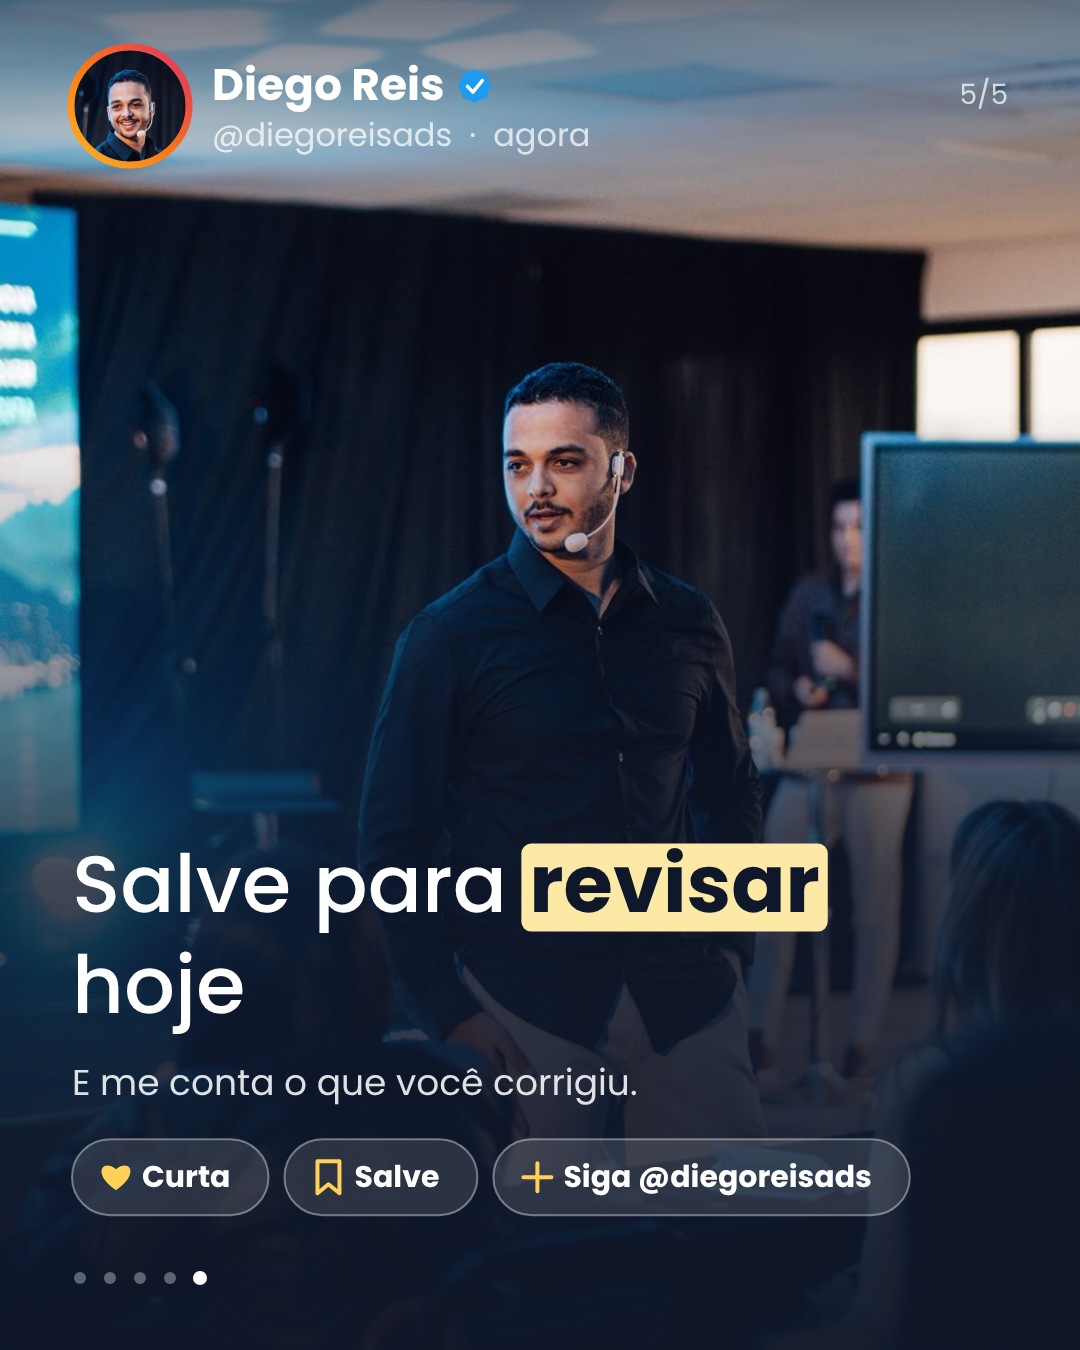 Diego Reis
@diegoreisads · agora
5/5
Salve para revisar
hoje
E me conta o que você corrigiu.
Curta
Salve
Siga @diegoreisads